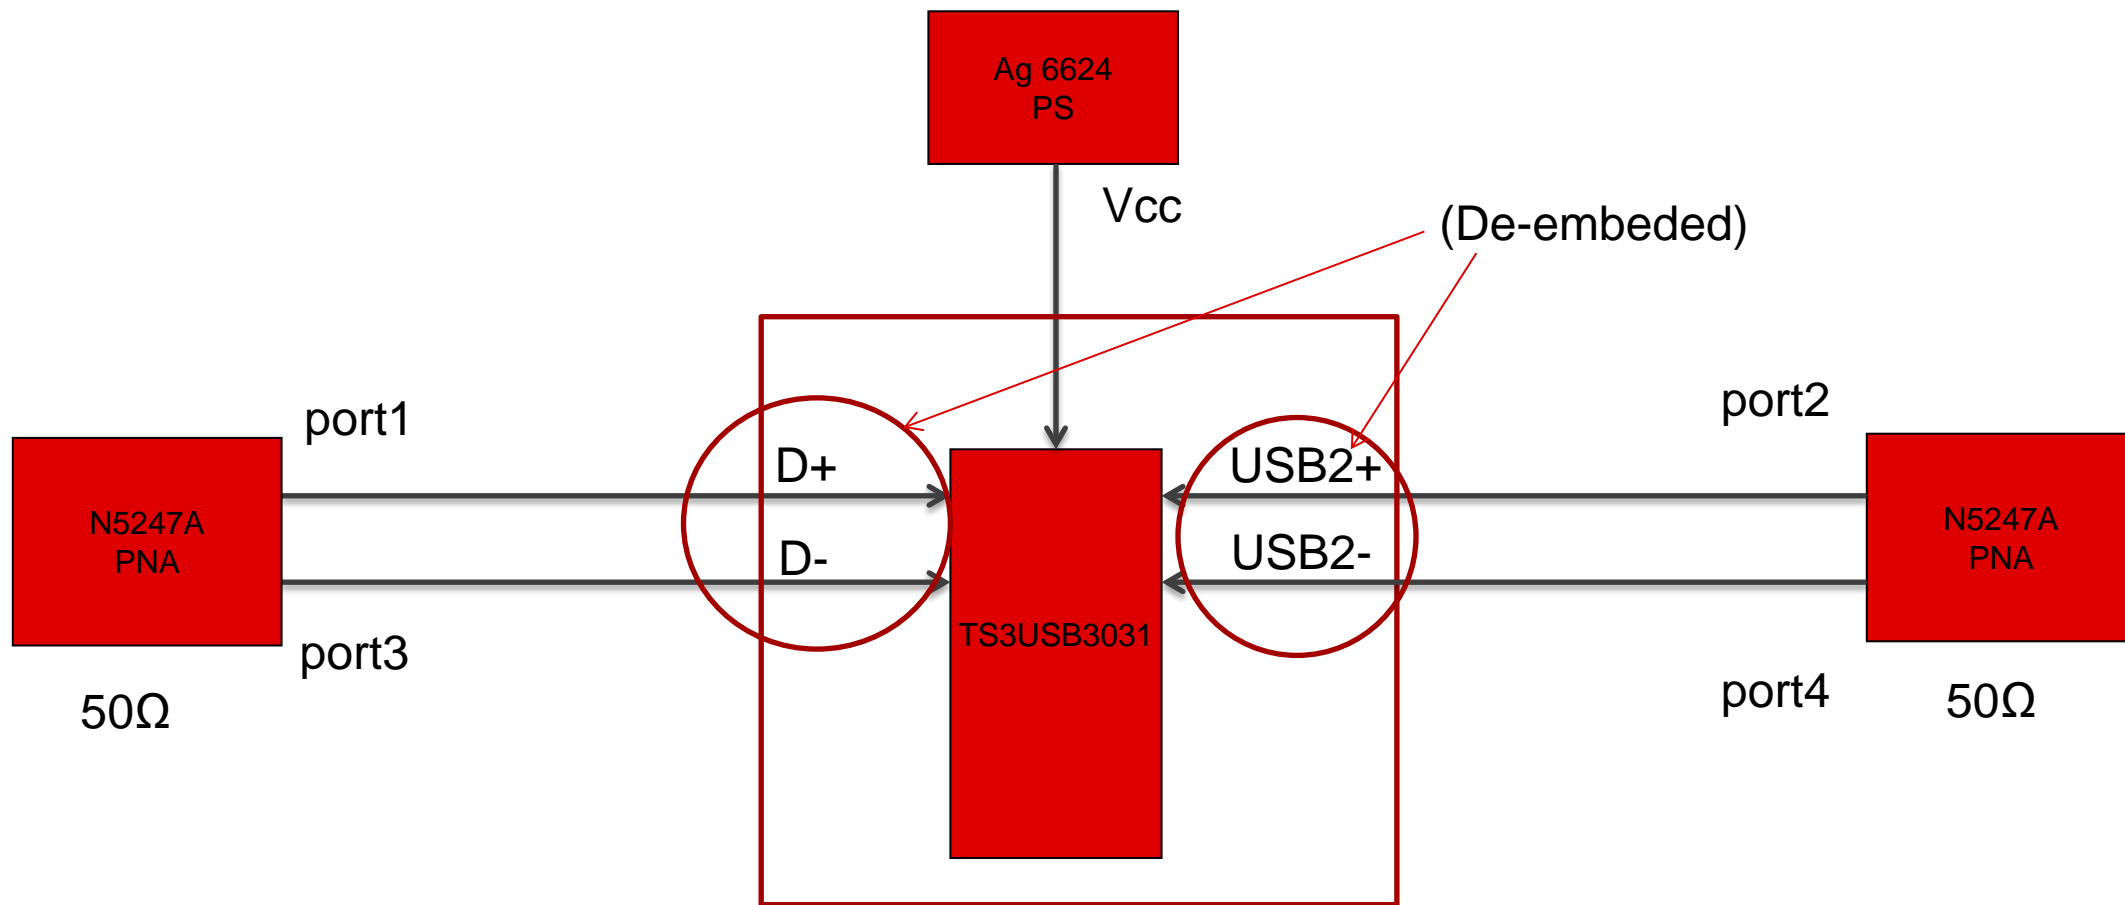 Ag 6624
PS
Vcc
(De-embeded)
port1
port2
D+
USB2+
N5247A
PNA
D-
USB2-
N5247A
PNA
TS3USB3031
port3
port4
50Ω
50Ω